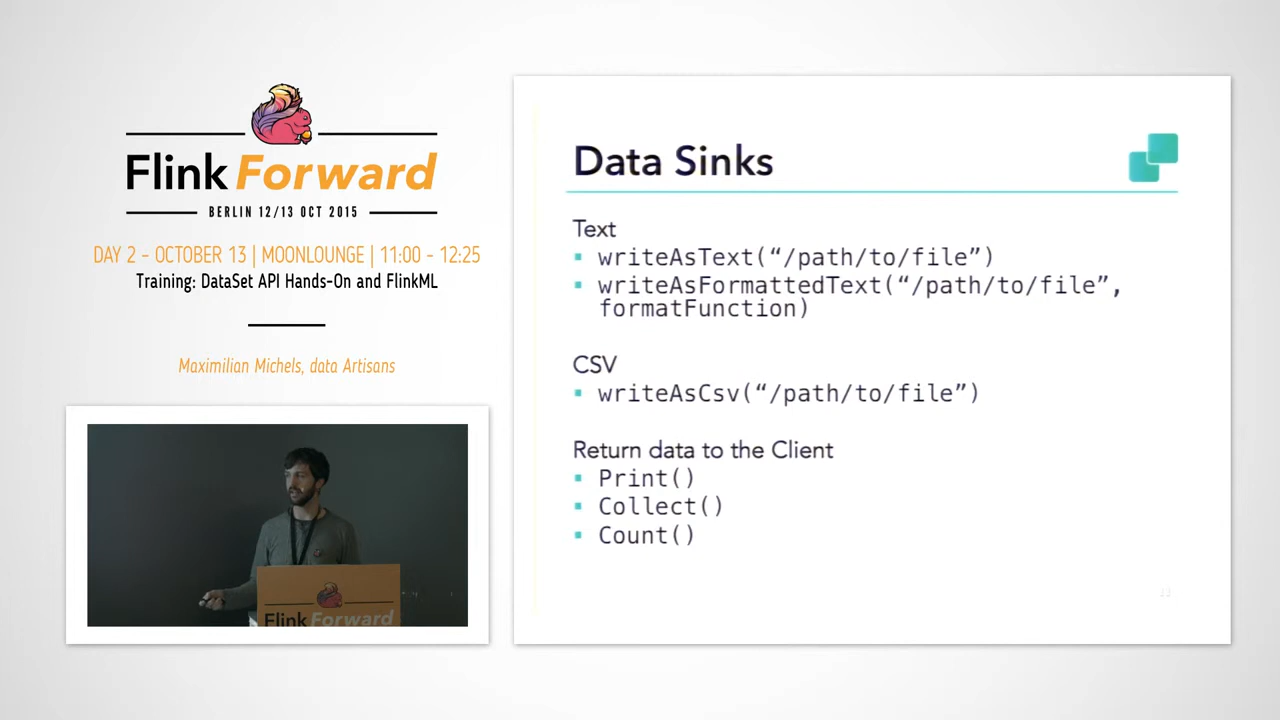 Flink Forward
BERLIN 12/13 OCT 2015
DAY 2 - OCTOBER 13 | MOONLOUNGE | 11:00 - 12:25
Training: DataSet API Hands-On and FlinkML
Maximilian Michels, data Artisans
Flink Forward
Data Sinks
Text
▪ writeAsText(“/path/to/file”)
▪ writeAsFormattedText(“/path/to/file”,
formatFunction)
CSV
▪ writeAsCsv(“/path/to/file”)
Return data to the Client
▪ Print()
▪ Collect()
▪ Count()